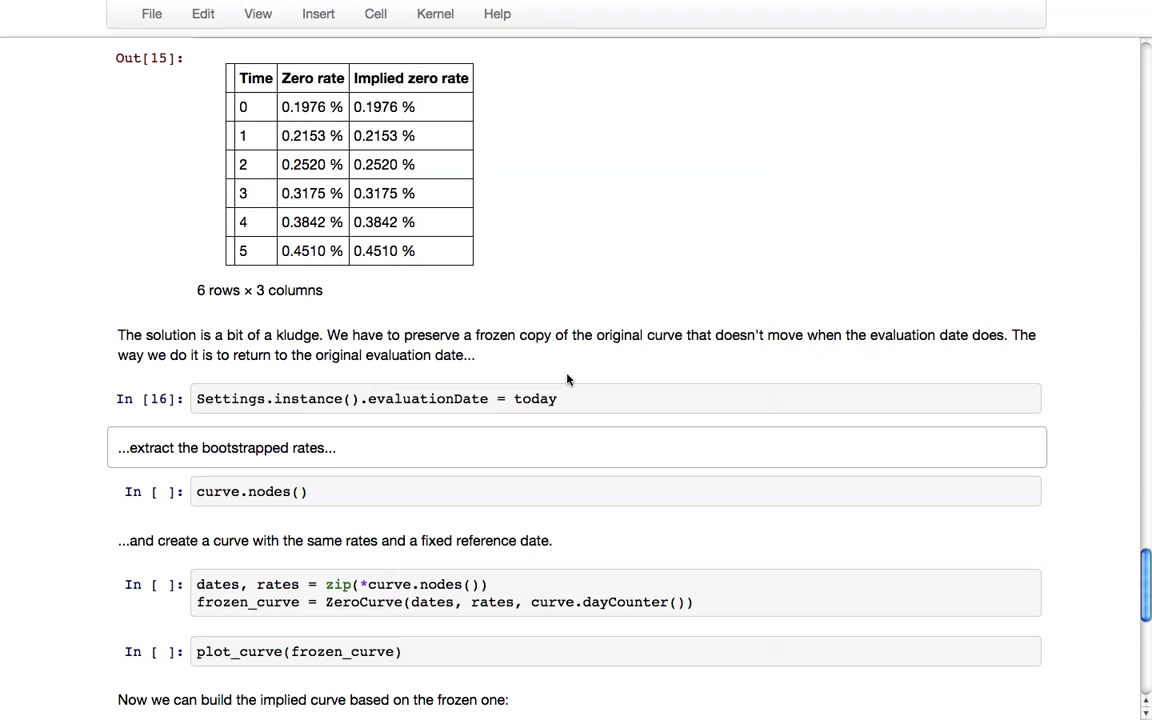 File Edit View Insert Cell Kernel Help
Out[15]:
Time Zero rate Implied zero rate
0 0.1976 % 0.1976 %
1 0.2153 % 0.2153 %
2 0.2520 % 0.2520 %
3 0.3175 % 0.3175 %
4 0.3842 % 0.3842 %
5 0.4510 % 0.4510 %
6 rows × 3 columns
The solution is a bit of a kludge. We have to preserve a frozen copy of the original curve that doesn't move when the evaluation date does. The
way we do it is to return to the original evaluation date...
In [16]: Settings.instance().evaluationDate = today
...extract the bootstrapped rates...
In [ ]: curve.nodes()
...and create a curve with the same rates and a fixed reference date.
In [ ]: dates, rates = zip(*curve.nodes())
frozen_curve = ZeroCurve(dates, rates, curve.dayCounter())
In [ ]: plot_curve(frozen_curve)
Now we can build the implied curve based on the frozen one: